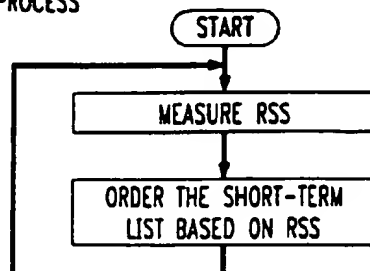 PROCESS
START
MEASURE RSS
ORDER THE SHORT-TERM
LIST BASED ON RSS